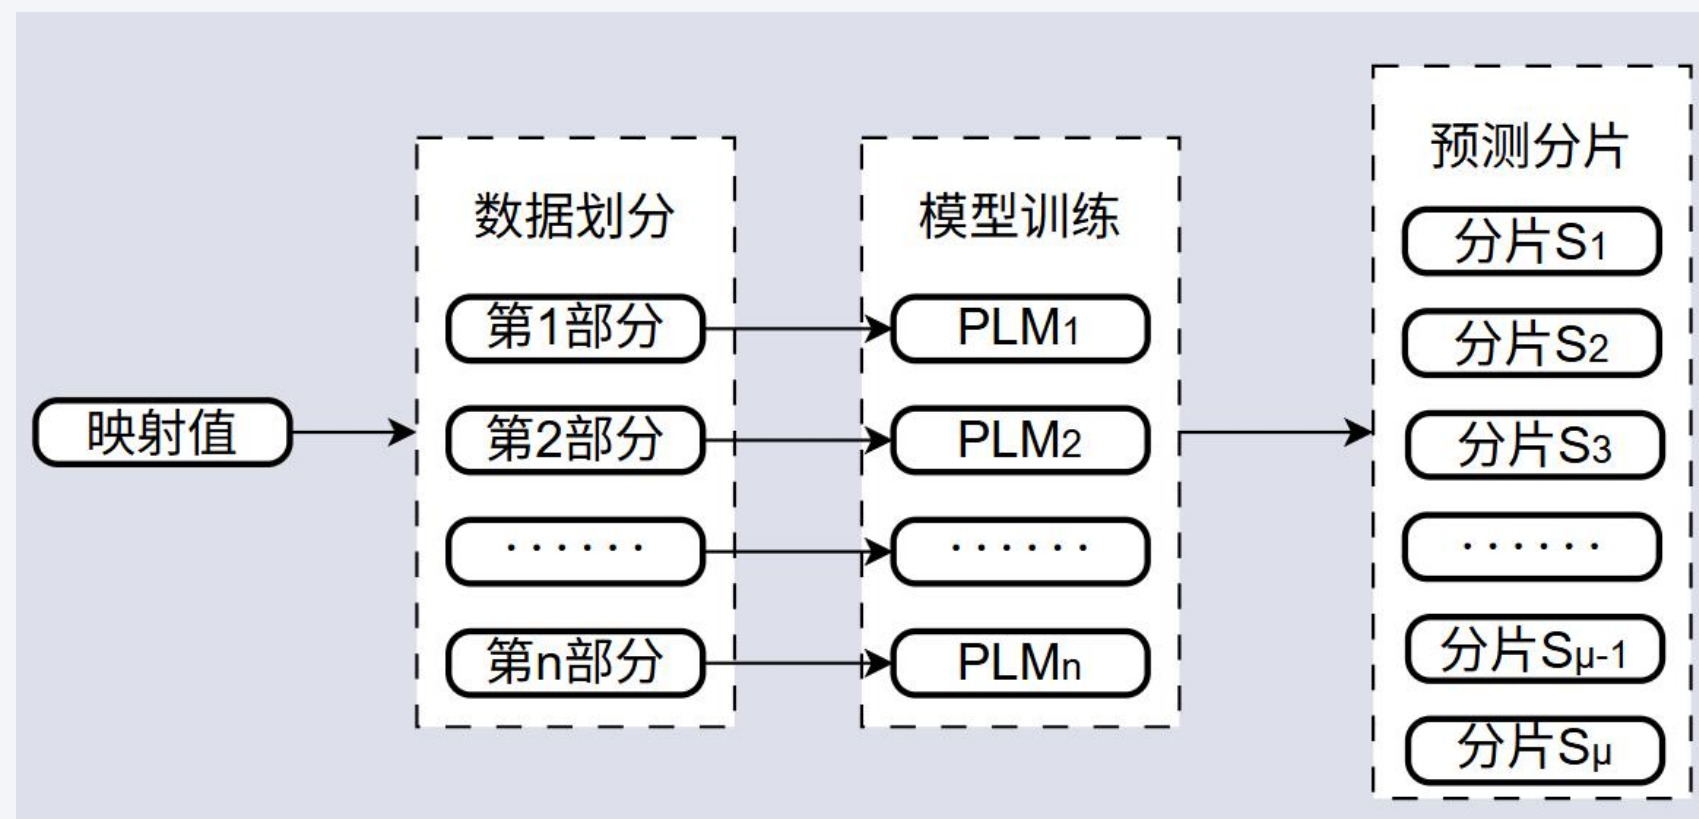 映射值
数据划分
第1部分
第2部分
······
第n部分
模型训练
PLM1
PLM2
······
PLMn
预测分片
分片S1
分片S2
分片S3
······
分片Sμ-1
分片Sμ